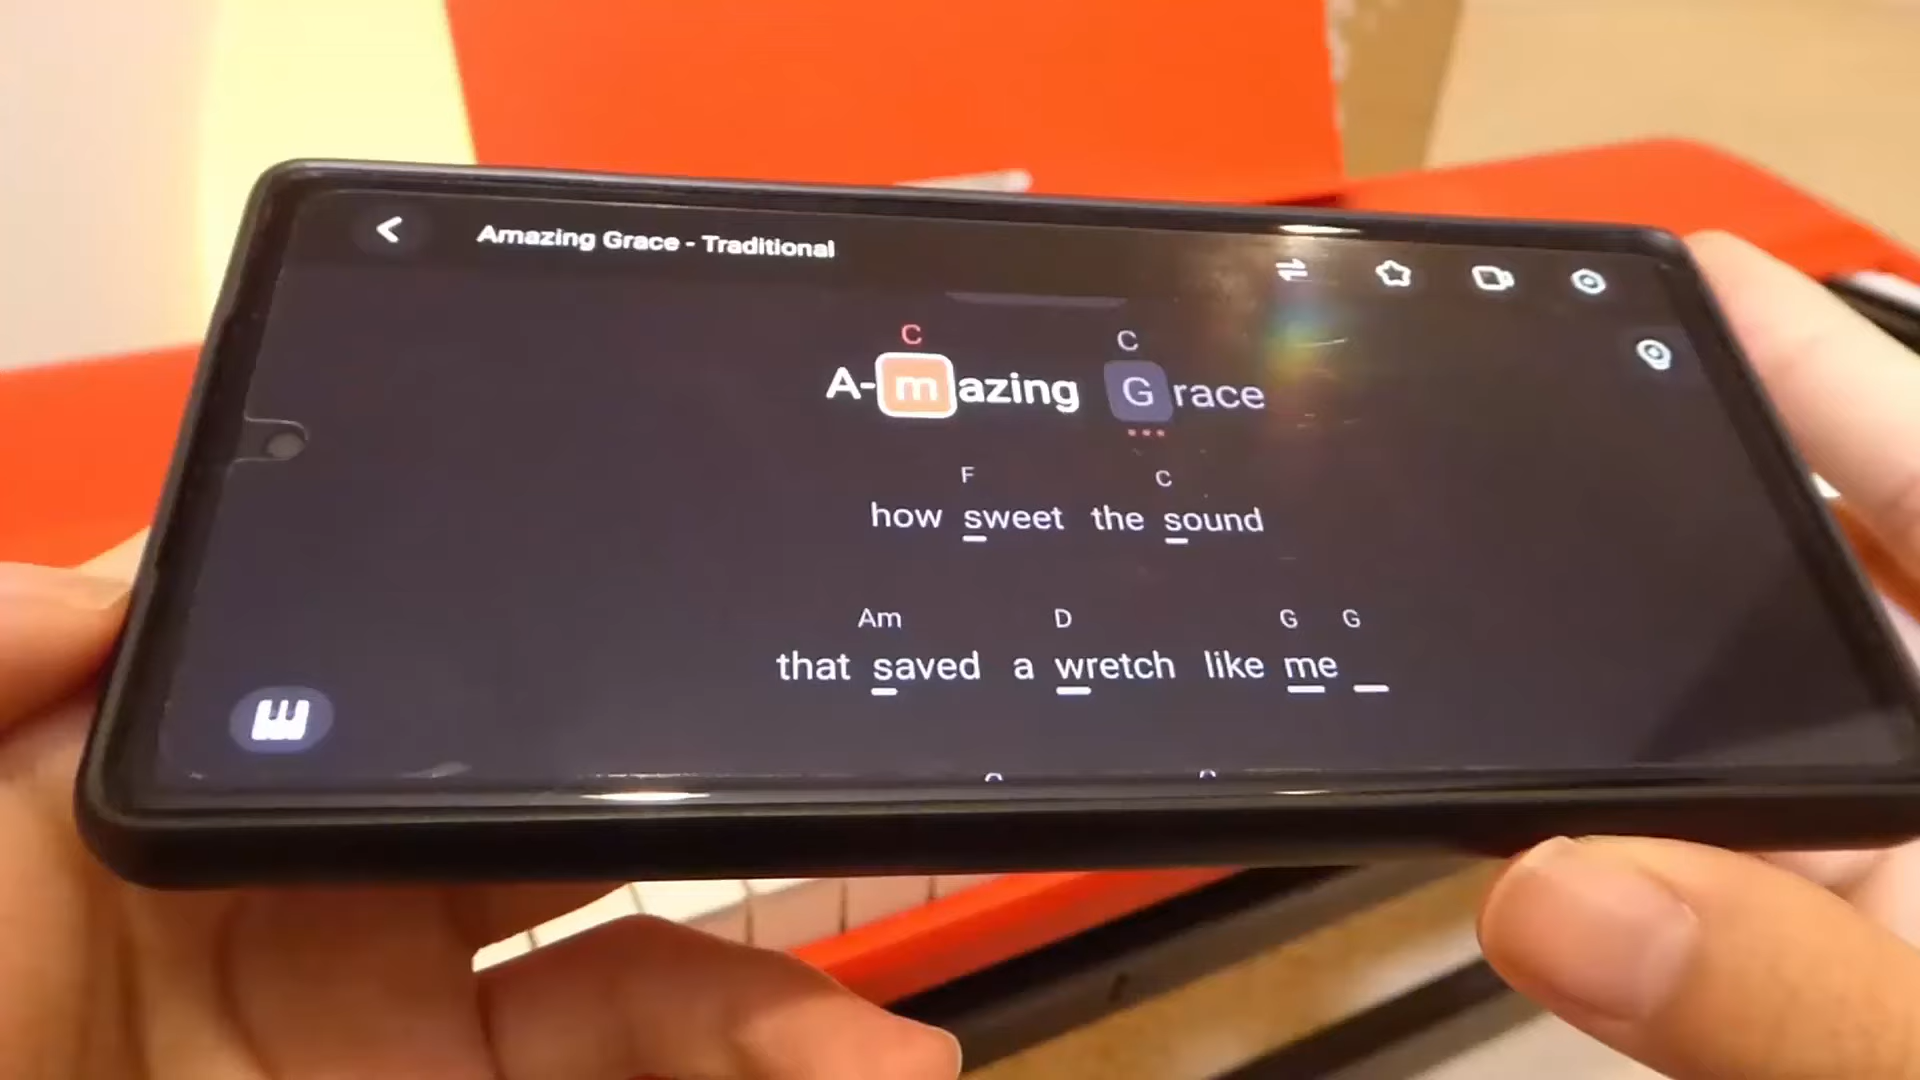 Amazing Grace - Traditional
C C
A-mazing Grace
F C
how sweet the sound
Am D G G
that saved a wretch like me _